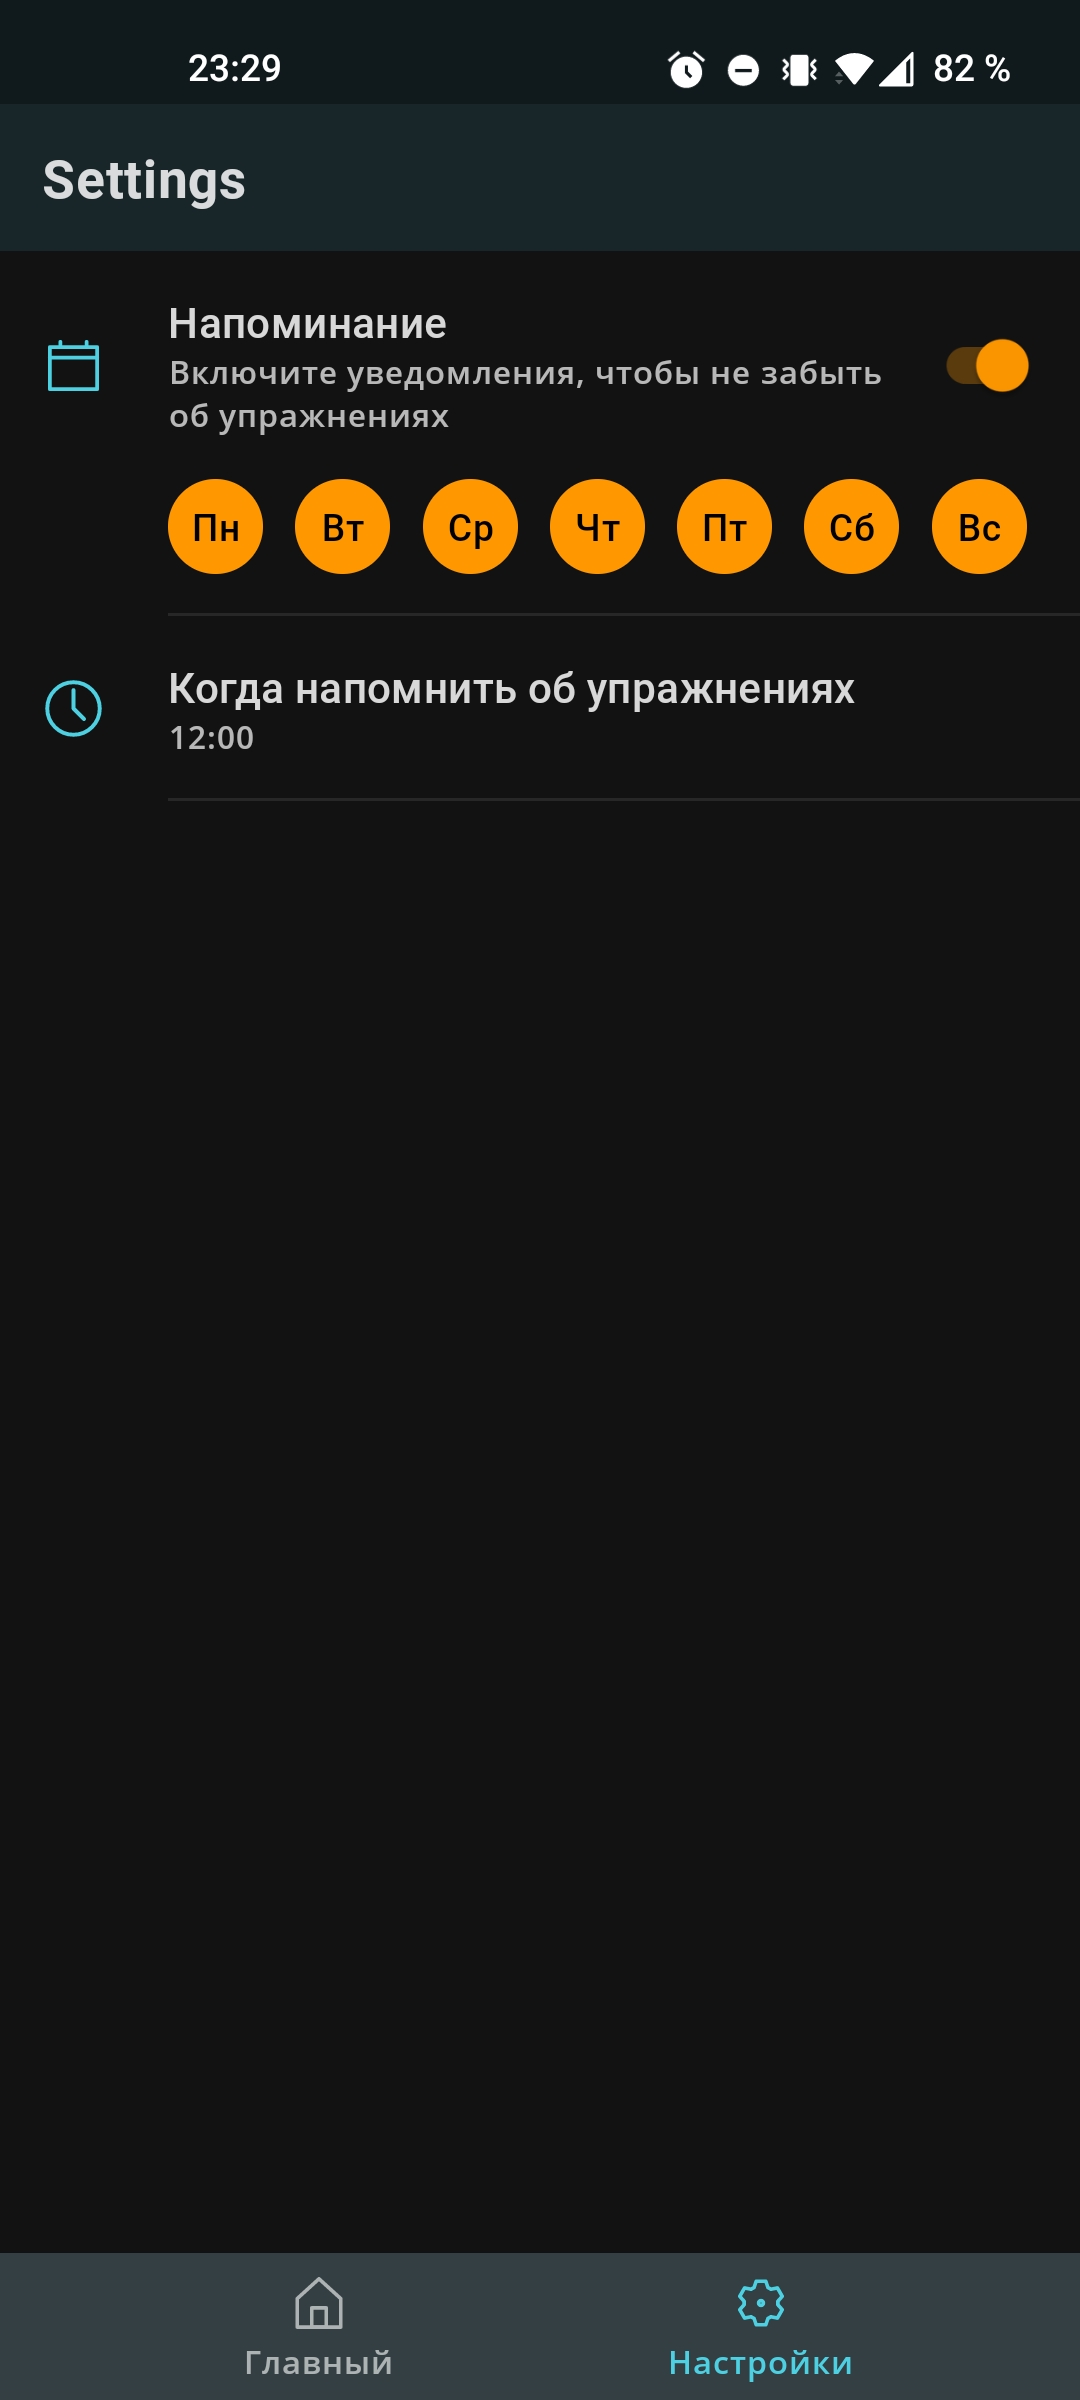 23:29
82 %
Settings
Напоминание
Включите уведомления, чтобы не забыть
об упражнениях
Пн Вт Ср Чт Пт Сб Вс
Когда напомнить об упражнениях
12:00
Главный
Настройки